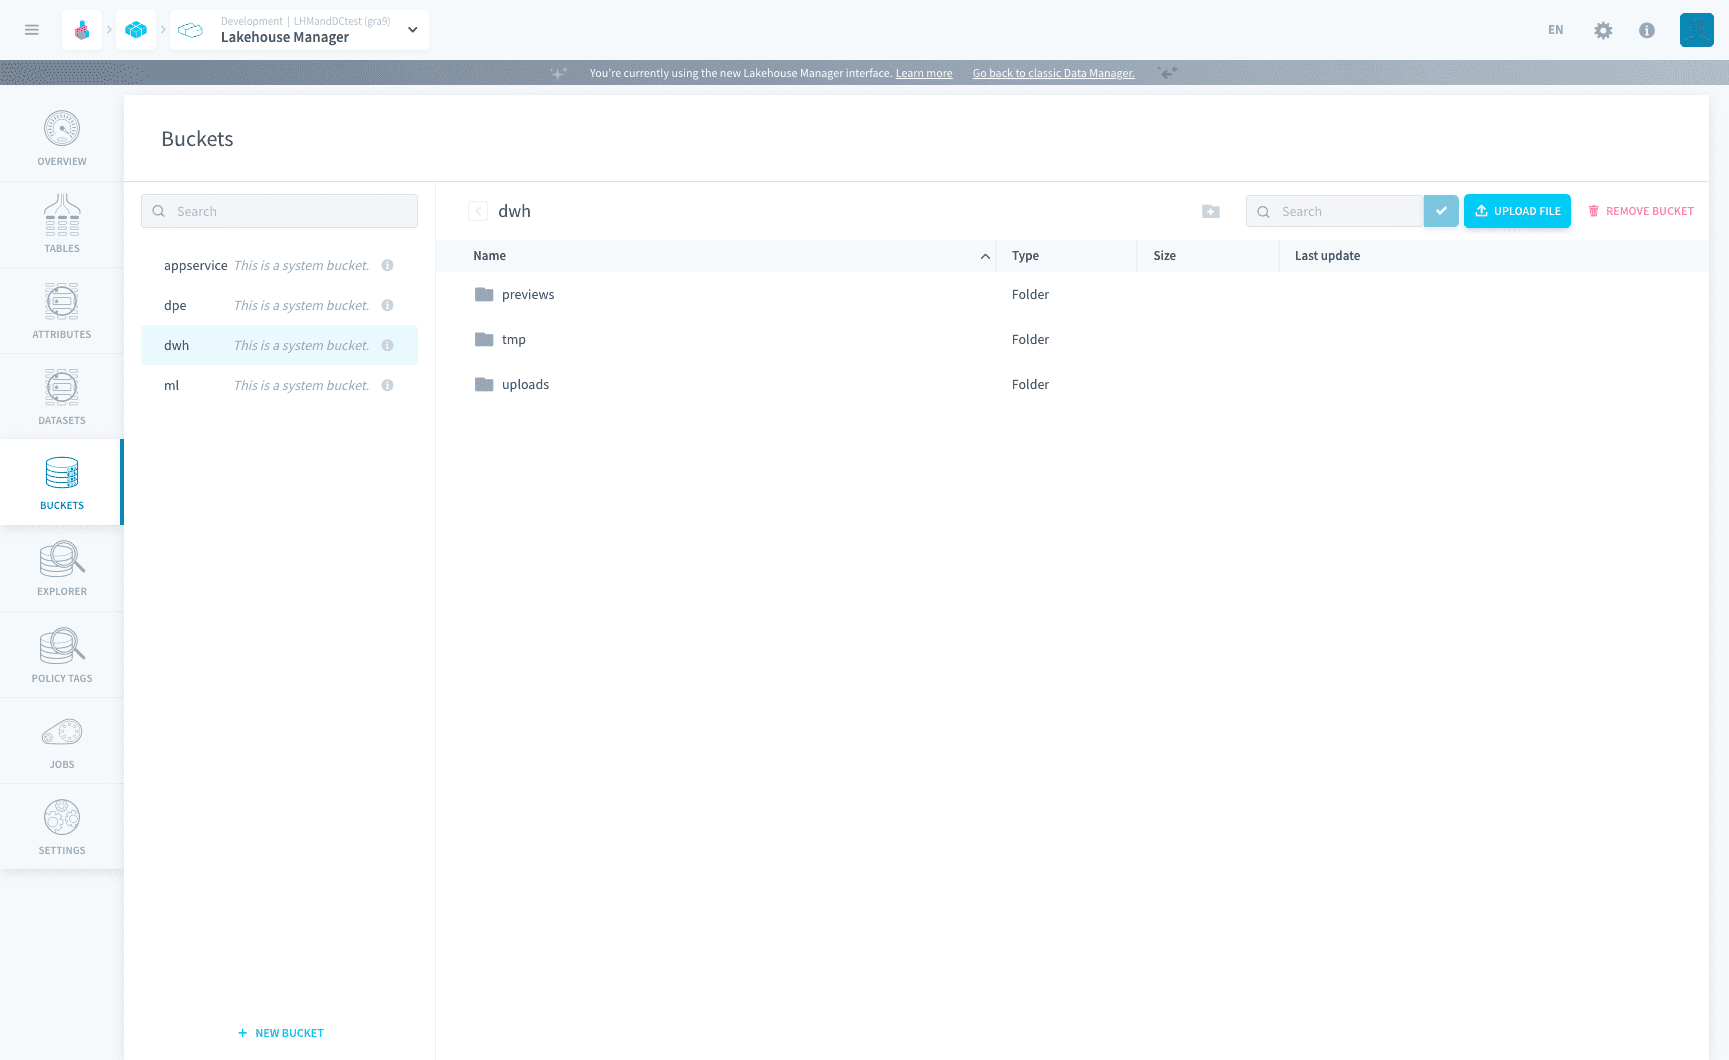 Development | LHMandDCtest (gra9)
Lakehouse Manager
EN
You're currently using the new Lakehouse Manager interface. Learn more Go back to classic Data Manager.
OVERVIEW
TABLES
ATTRIBUTES
DATASETS
BUCKETS
EXPLORER
POLICY TAGS
JOBS
SETTINGS
Buckets
Search
appservice This is a system bucket.
dpe This is a system bucket.
dwh This is a system bucket.
ml This is a system bucket.
+ NEW BUCKET
dwh
Search
UPLOAD FILE
REMOVE BUCKET
Name Type Size Last update
previews Folder
tmp Folder
uploads Folder